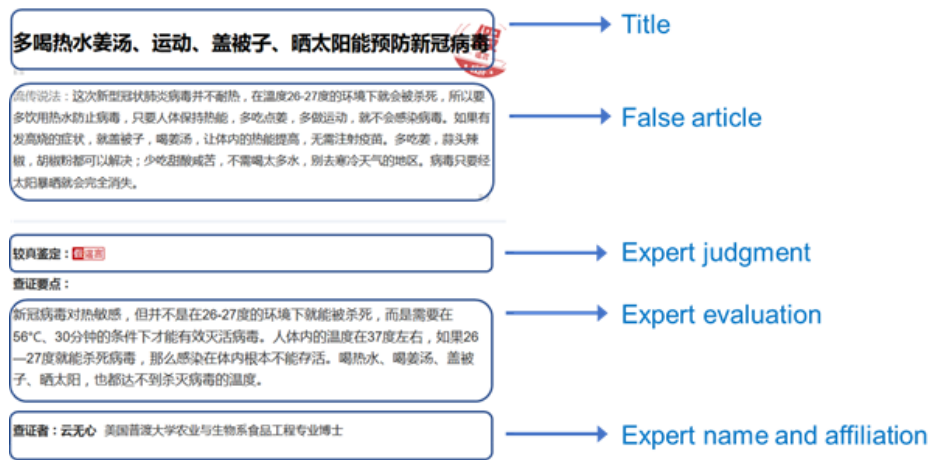 多喝热水姜汤、运动、盖被子、晒太阳能预防新冠病毒
Title
流传说法：这次新型冠状肺炎病毒并不耐热，在温度26-27度的环境下就会被杀死，所以要
多饮用热水防止病毒，只要人体保持热能，多吃点姜，多做运动，就不会感染病毒。如果有
发高烧的症状，就盖被子，喝姜汤，让体内的热能提高，无需注射疫苗。多吃姜，蒜头辣
椒，胡椒粉都可以解决；少吃甜酸咸苦，不需喝太多水，别去寒冷天气的地区。病毒只要经
太阳暴晒就会完全消失。
False article
较真鉴定：假 谣言
Expert judgment
查证要点：
新冠病毒对热敏感，但并不是在26-27度的环境下就能被杀死，而是需要在
56°C、30分钟的条件下才能有效灭活病毒。人体内的温度在37度左右，如果26
—27度就能杀死病毒，那么感染在体内根本不能存活。喝热水、喝姜汤、盖被
子、晒太阳，也都达不到杀灭病毒的温度。
Expert evaluation
查证者：云无心 美国普渡大学农业与生物系食品工程专业博士
Expert name and affiliation